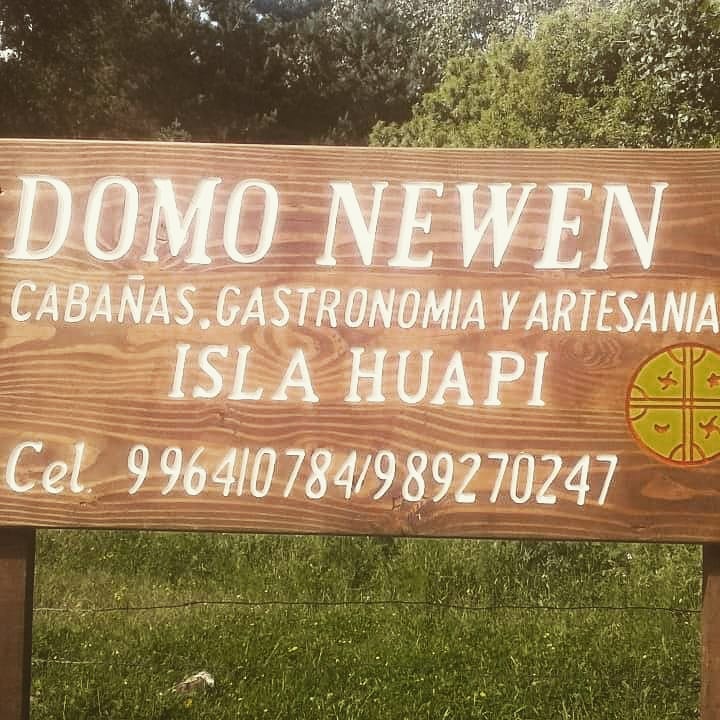 DOMO NEWEN
CABAÑAS, GASTRONOMIA Y ARTESANIA
ISLA HUAPI
Cel. 996410784/989270247